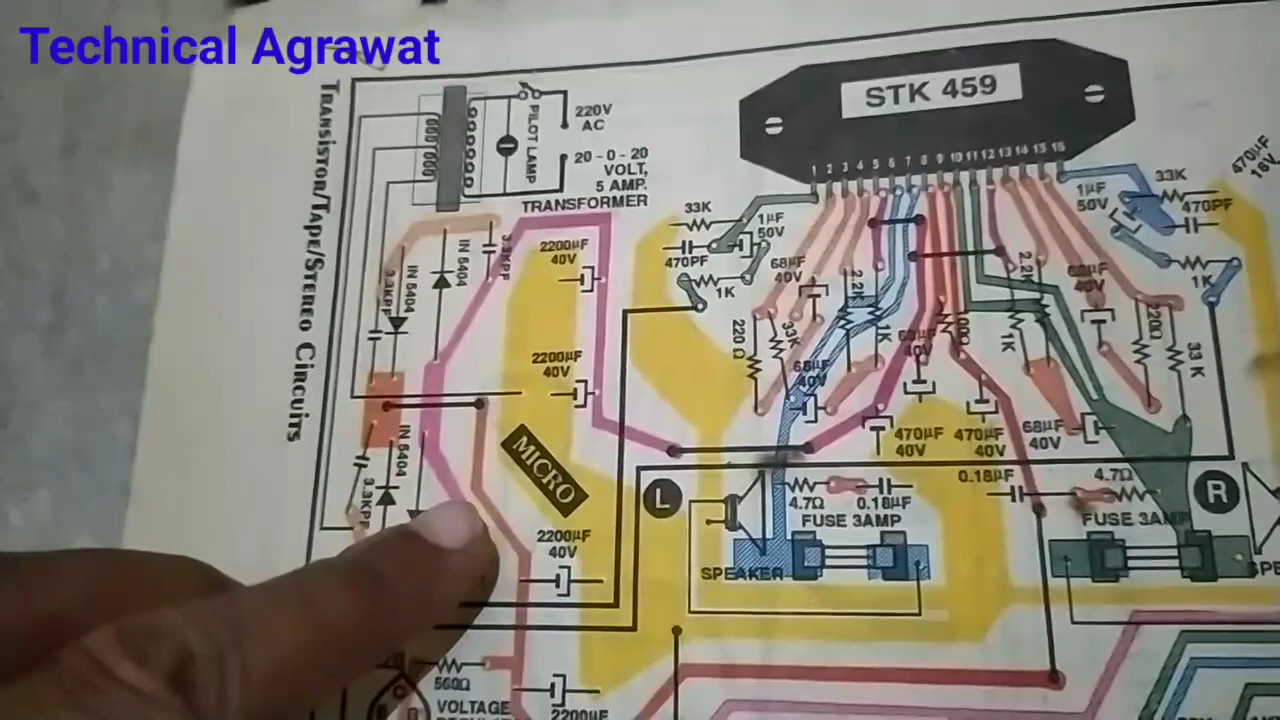 Technical Agrawat
Transistor/Tape/Stereo Circuits
PILOT LAMP
220V
AC
20 - 0 - 20
VOLT,
5 AMP.
TRANSFORMER
STK 459
1 2 3 4 5 6 7 8 9 10 11 12 13 14 15 16
470µF
16V
33K
1µF
50V
470PF
1K
68µF
40V
1µF
50V
33K
470PF
1K
IN 5404
3.3KPF
IN 5404
3.3KPF
2200µF
40V
2200µF
40V
220 Ω
33K
2.2K
1K
68µF
40V
2.2K
1K
220Ω
33 K
470µF
40V
470µF
40V
68µF
40V
IN 5404
3.3KPF
MICRO
L
4.7Ω
0.18µF
FUSE 3AMP
SPEAKER
0.18µF
4.7Ω
FUSE 3AMP
R
2200µF
40V
560Ω
VOLTAGE
2200µF